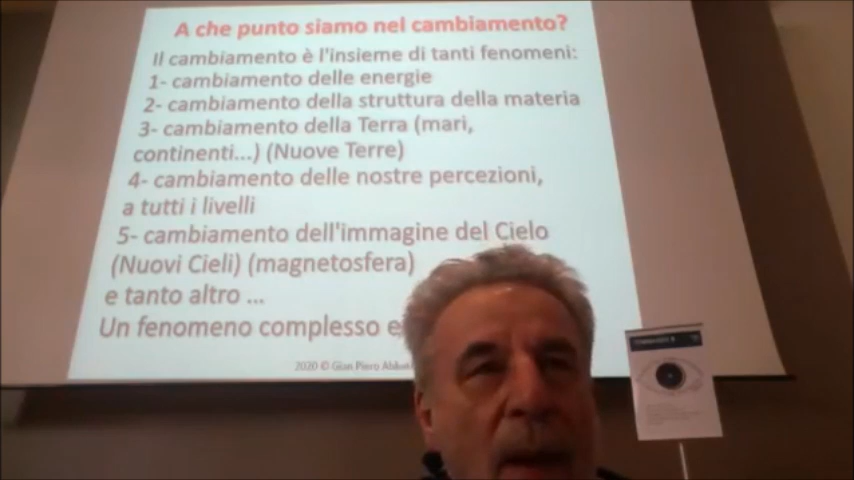 A che punto siamo nel cambiamento?
Il cambiamento è l'insieme di tanti fenomeni:
1- cambiamento delle energie
2- cambiamento della struttura della materia
3- cambiamento della Terra (mari,
continenti...) (Nuove Terre)
4- cambiamento delle nostre percezioni,
a tutti i livelli
5- cambiamento dell'immagine del Cielo
(Nuovi Cieli) (magnetosfera)
e tanto altro ...
Un fenomeno complesso e
2020 © Gian Piero